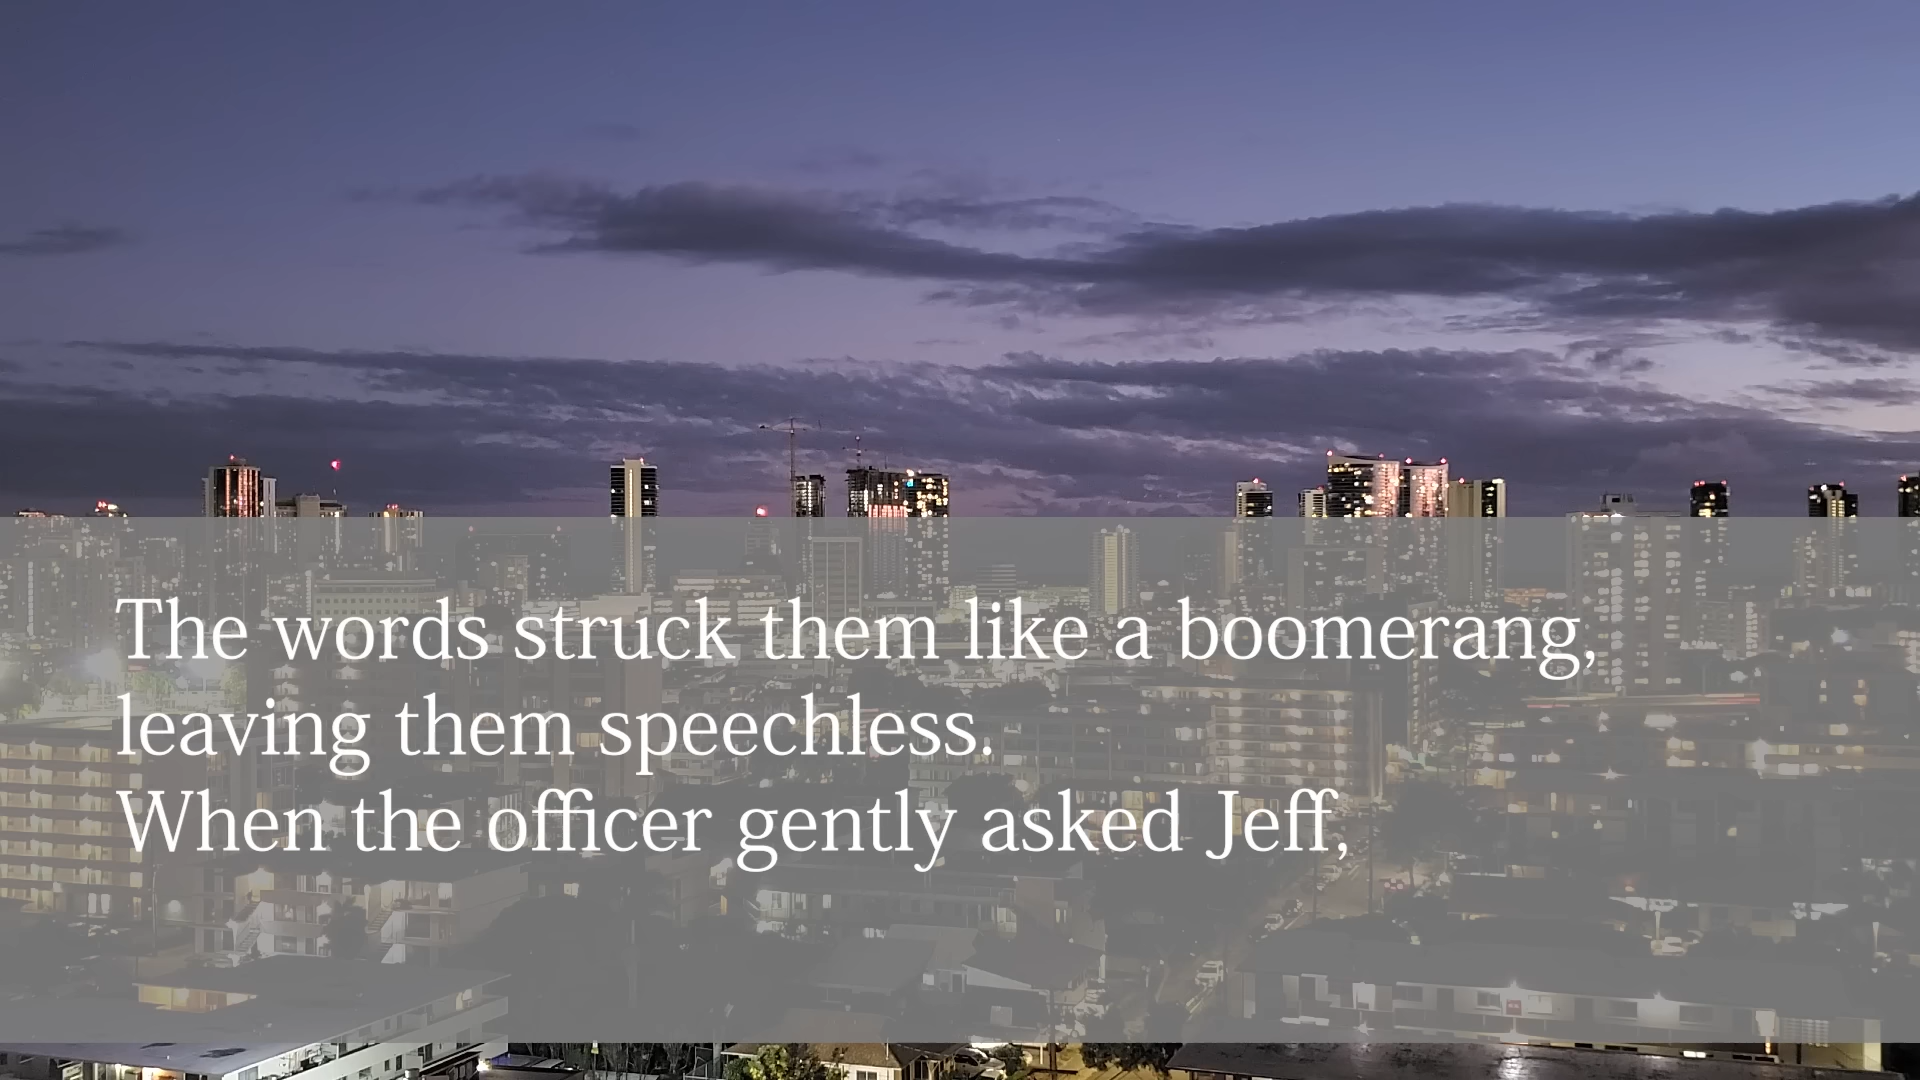 The words struck them like a boomerang,
leaving them speechless.
When the officer gently asked Jeff,